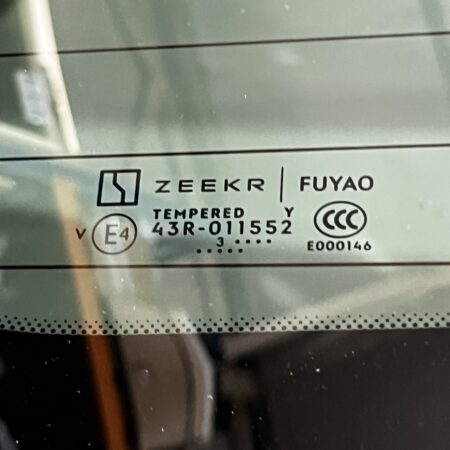 ZEEKR | FUYAO
TEMPERED Y
V E4 43R-011552 CCC
..3.... E000146
.....